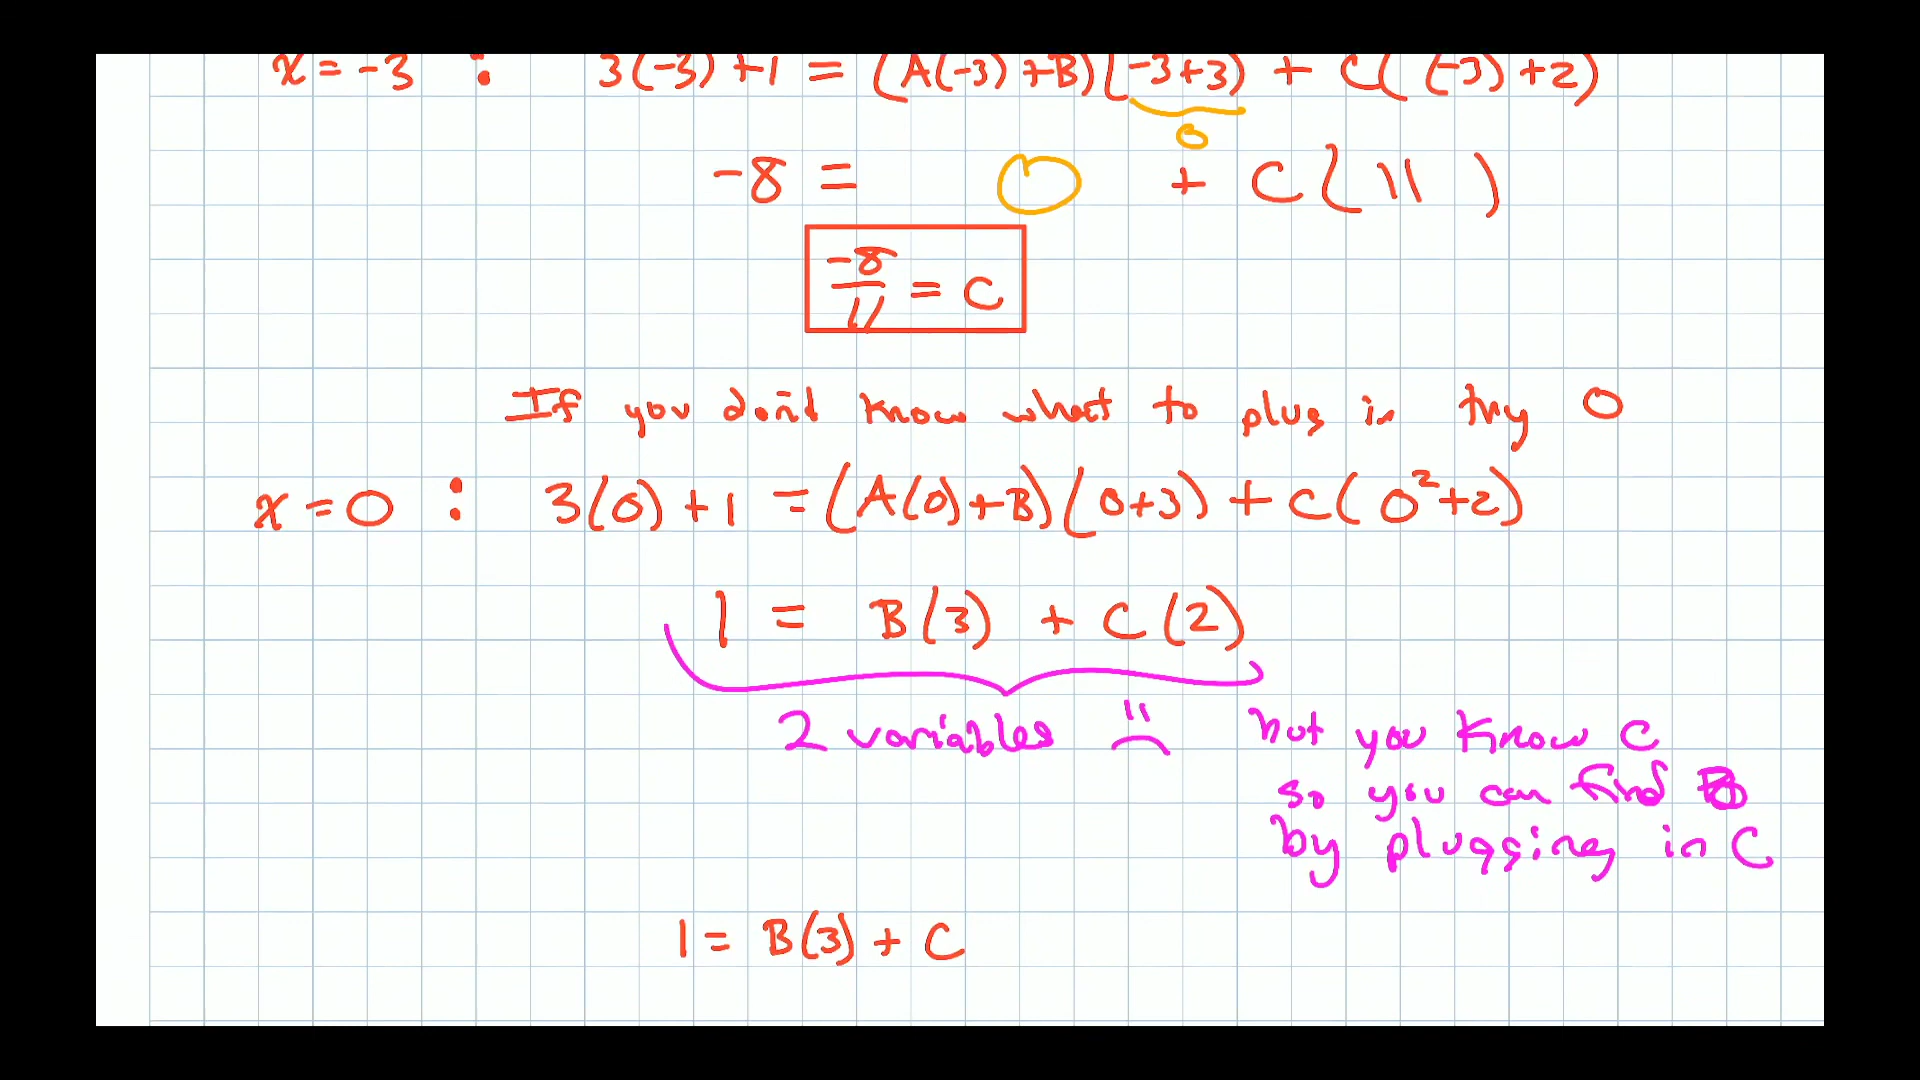 x = -3 : 3(-3)+1 = (A(-3)+B)(-3+3) + C((-3)+2)
0
-8 = 0 + C(11)
-8/11 = C
If you don't know what to plug in try 0
x = 0 : 3(0)+1 = (A(0)+B)(0+3) + C(0²+2)
1 = B(3) + C(2)
2 variables but you know C
so you can find B
by plugging in C
1 = B(3) + C